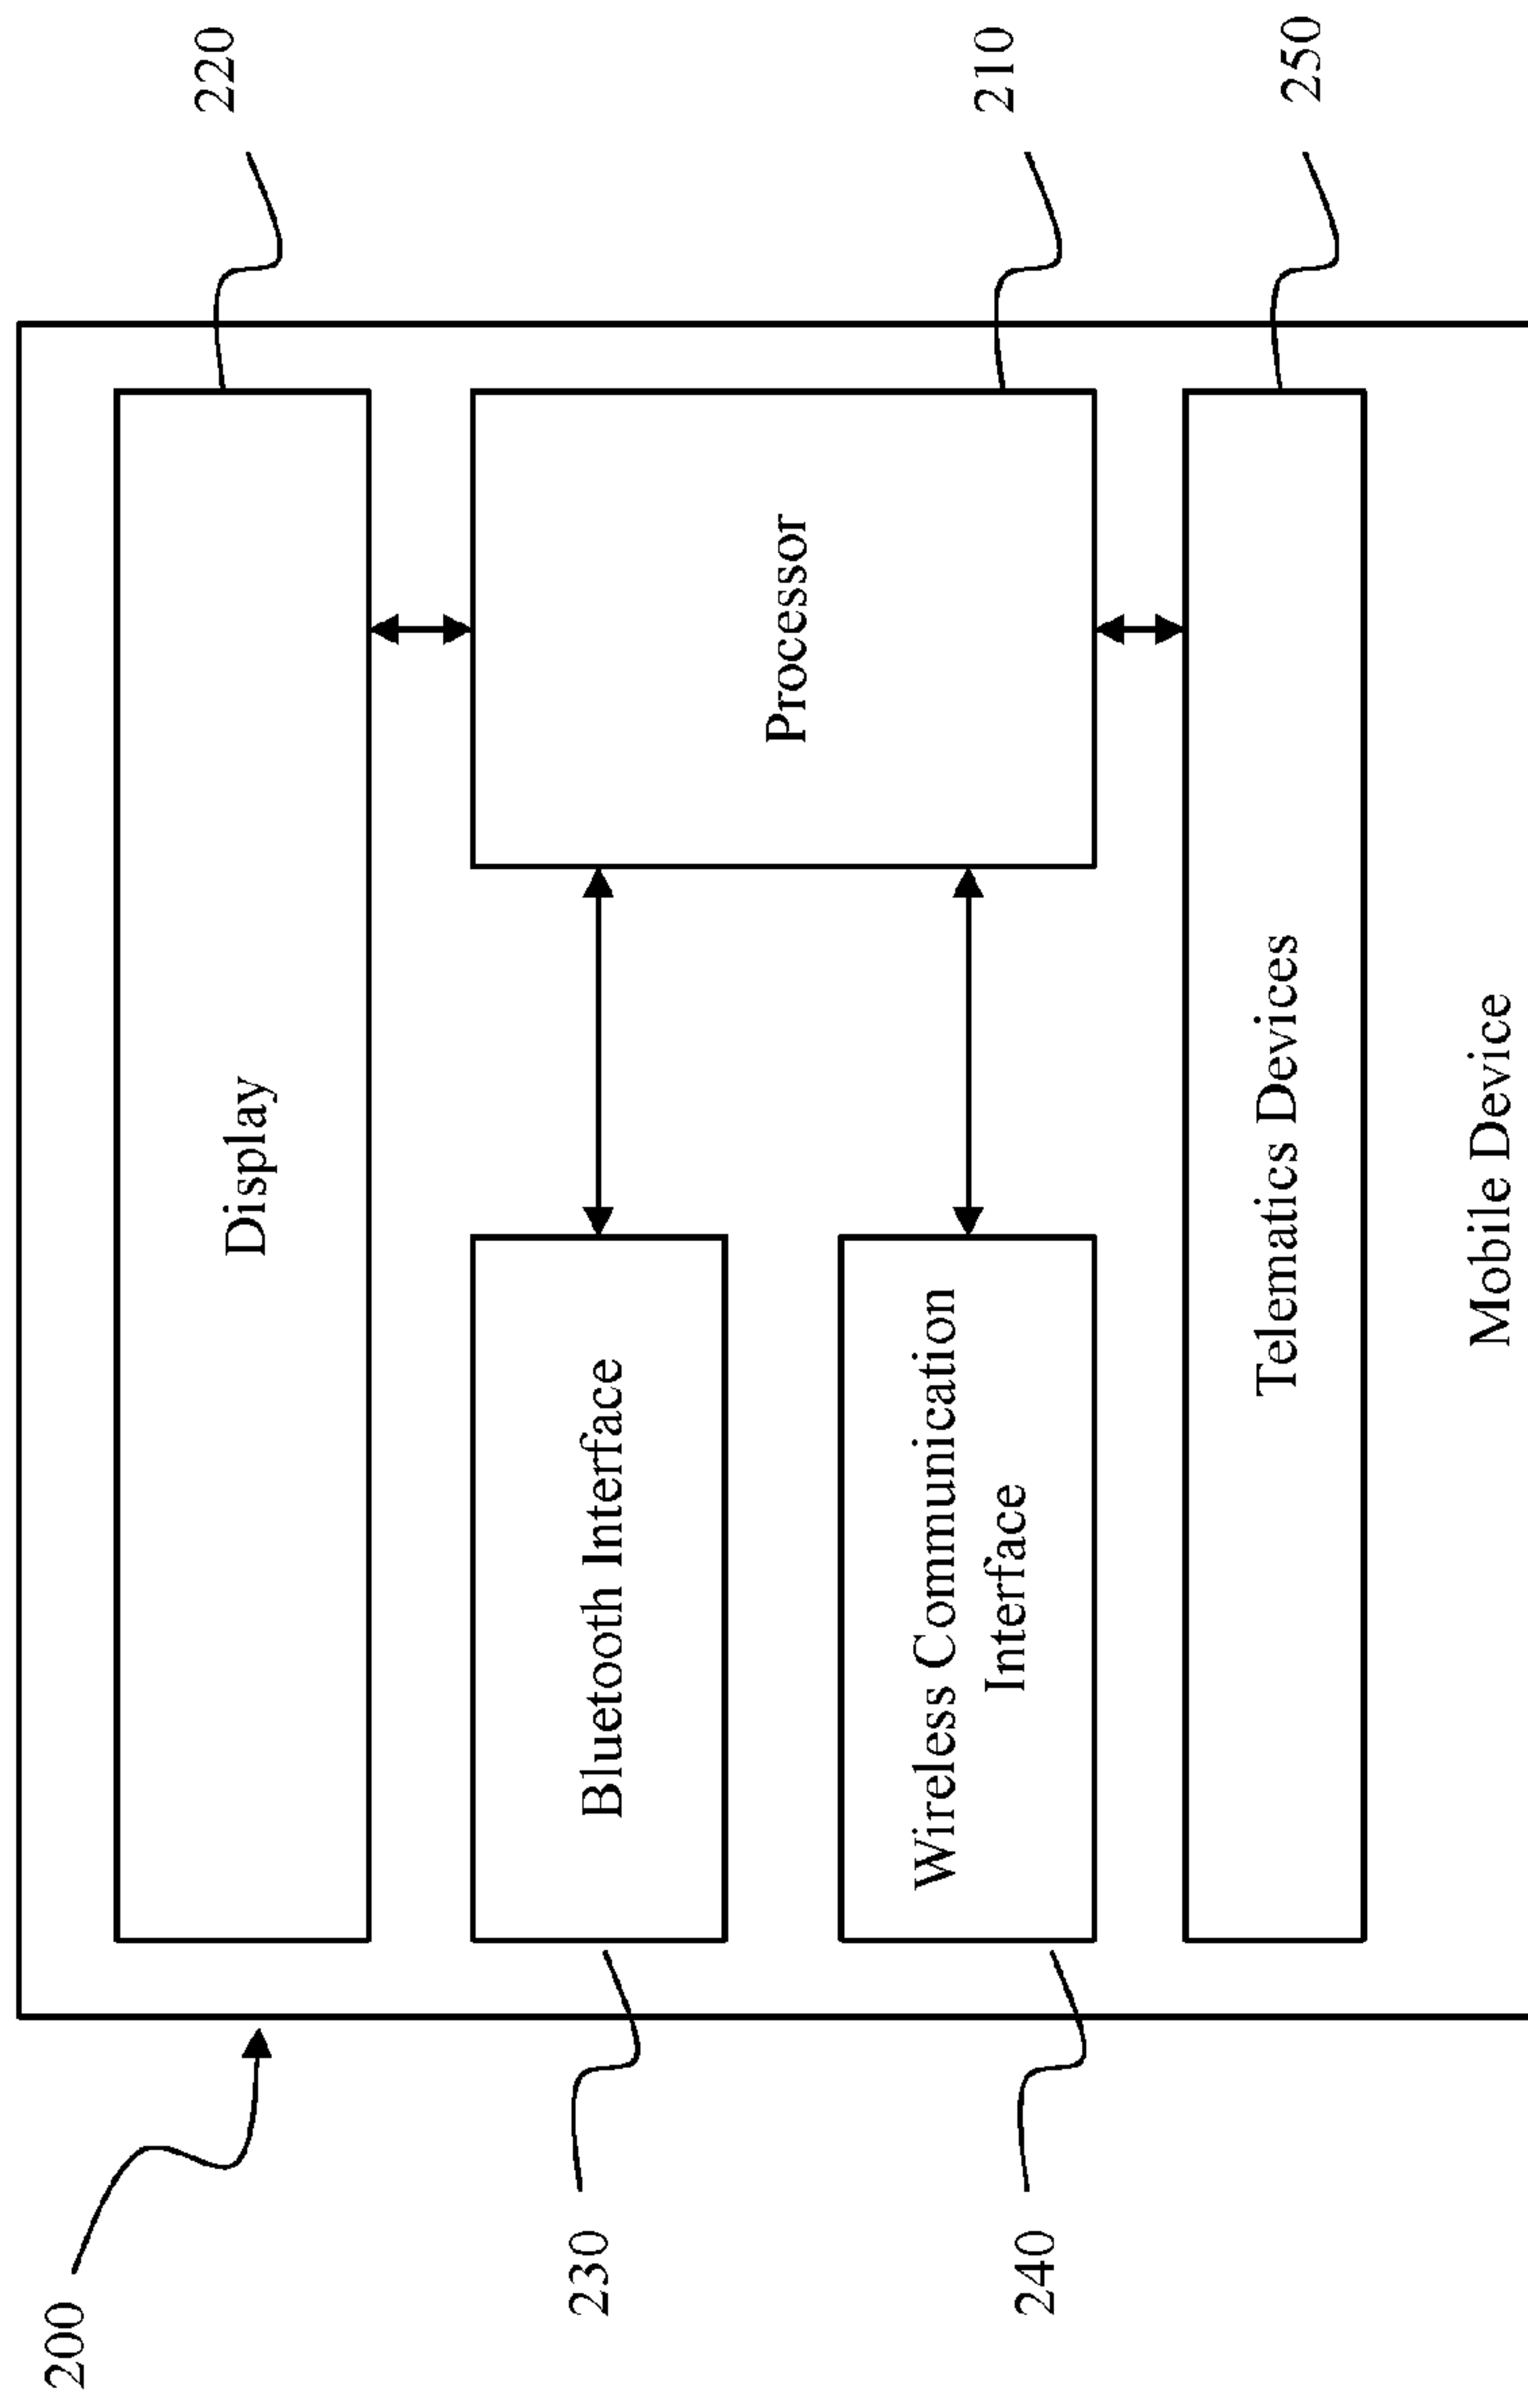 200
220
Display
230
Bluetooth Interface
Processor
210
240
Wireless Communication
Interface
Telematics Devices
250
Mobile Device